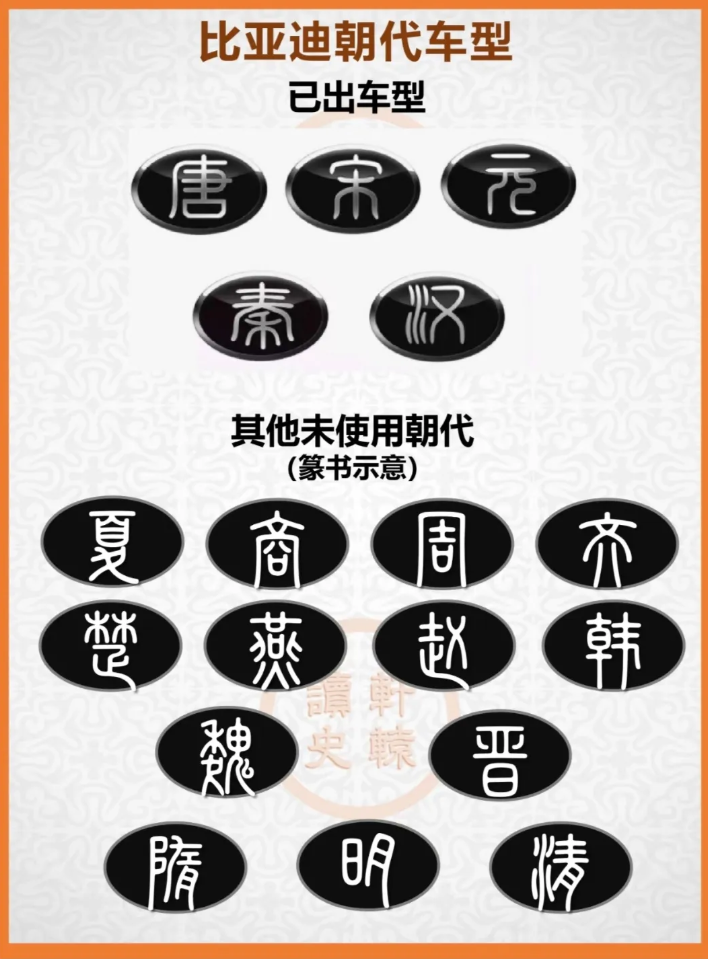 比亚迪朝代车型
已出车型
唐 宋 元
秦 汉
其他未使用朝代
（篆书示意）
夏 商 周 齐
楚 燕 赵 韩
魏 晋
隋 明 清
讀 軒
史 轅